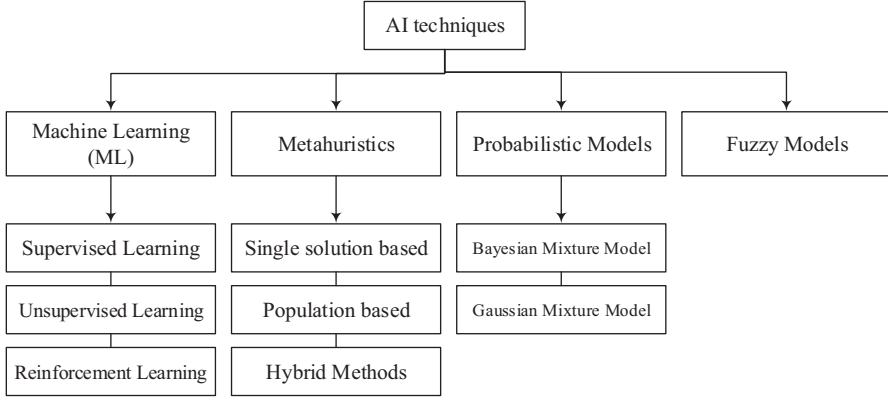 AI techniques
Machine Learning
(ML)
Metahuristics
Probabilistic Models
Fuzzy Models
Supervised Learning
Single solution based
Bayesian Mixture Model
Unsupervised Learning
Population based
Gaussian Mixture Model
Reinforcement Learning
Hybrid Methods